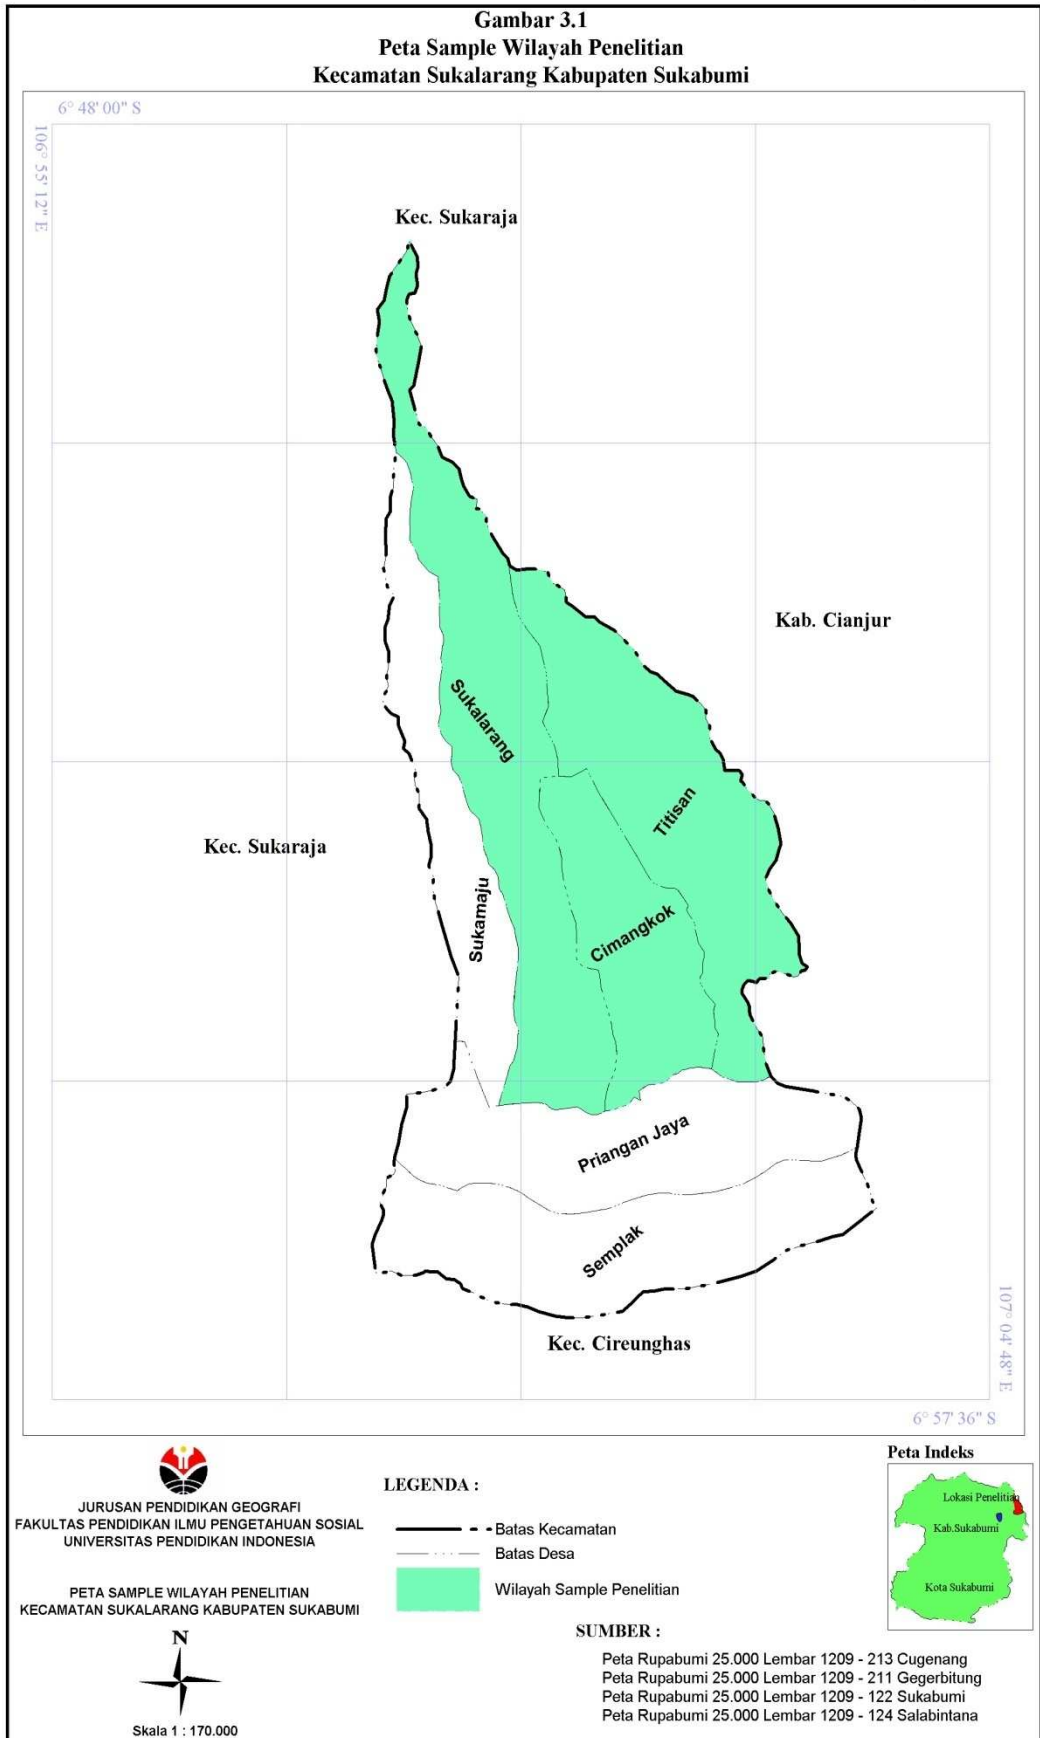 Gambar 3.1
Peta Sample Wilayah Penelitian
Kecamatan Sukalarang Kabupaten Sukabumi
6° 48' 00" S
106° 55' 12" E
Kec. Sukaraja
Kab. Cianjur
Sukalarang
Titisan
Kec. Sukaraja
Sukamaju
Cimangkok
Priangan Jaya
Semplak
Kec. Cireunghas
107° 04' 48" E
6° 57' 36" S
JURUSAN PENDIDIKAN GEOGRAFI
FAKULTAS PENDIDIKAN ILMU PENGETAHUAN SOSIAL
UNIVERSITAS PENDIDIKAN INDONESIA
PETA SAMPLE WILAYAH PENELITIAN
KECAMATAN SUKALARANG KABUPATEN SUKABUMI
N
Skala 1 : 170.000
LEGENDA :
Batas Kecamatan
Batas Desa
Wilayah Sample Penelitian
Peta Indeks
Lokasi Penelitian
Kab.Sukabumi
Kota Sukabumi
SUMBER :
Peta Rupabumi 25.000 Lembar 1209 - 213 Cugenang
Peta Rupabumi 25.000 Lembar 1209 - 211 Gegerbitung
Peta Rupabumi 25.000 Lembar 1209 - 122 Sukabumi
Peta Rupabumi 25.000 Lembar 1209 - 124 Salabintana